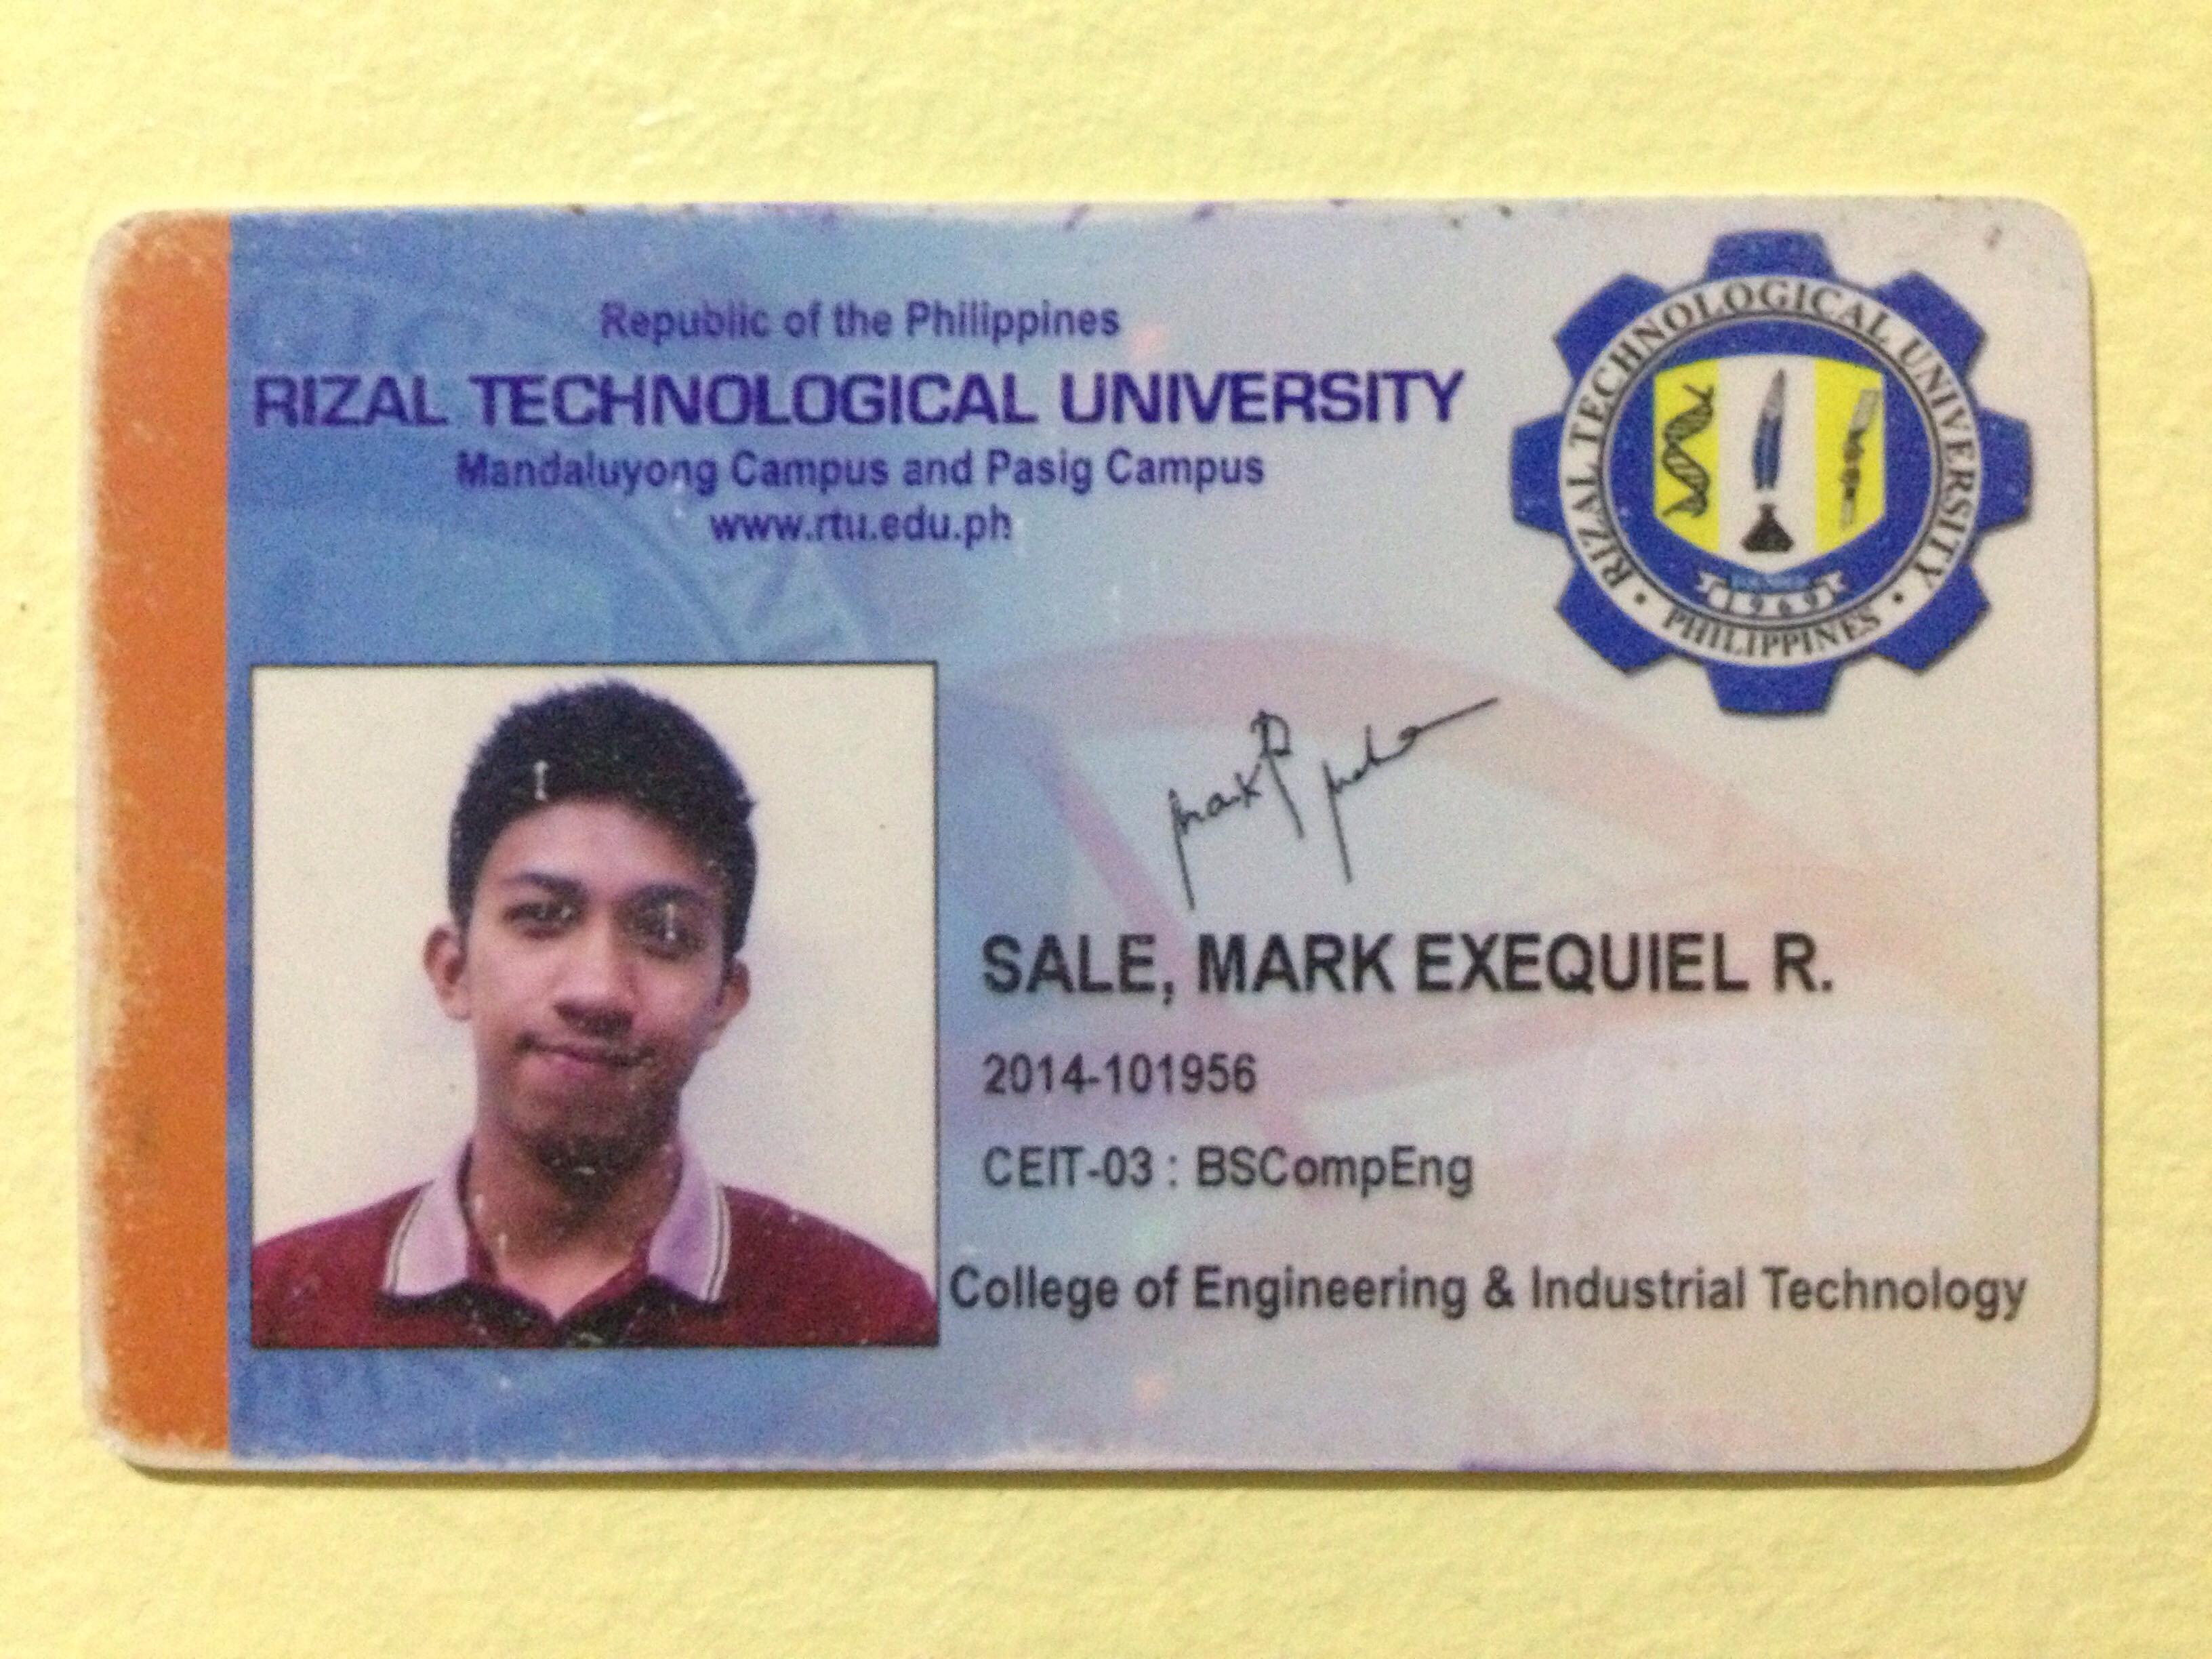 Republic of the Philippines
RIZAL TECHNOLOGICAL UNIVERSITY
Mandaluyong Campus and Pasig Campus
www.rtu.edu.ph
RIZAL TECHNOLOGICAL UNIVERSITY
1969
• PHILIPPINES •
SALE, MARK EXEQUIEL R.
2014-101956
CEIT-03 : BSCompEng
College of Engineering & Industrial Technology